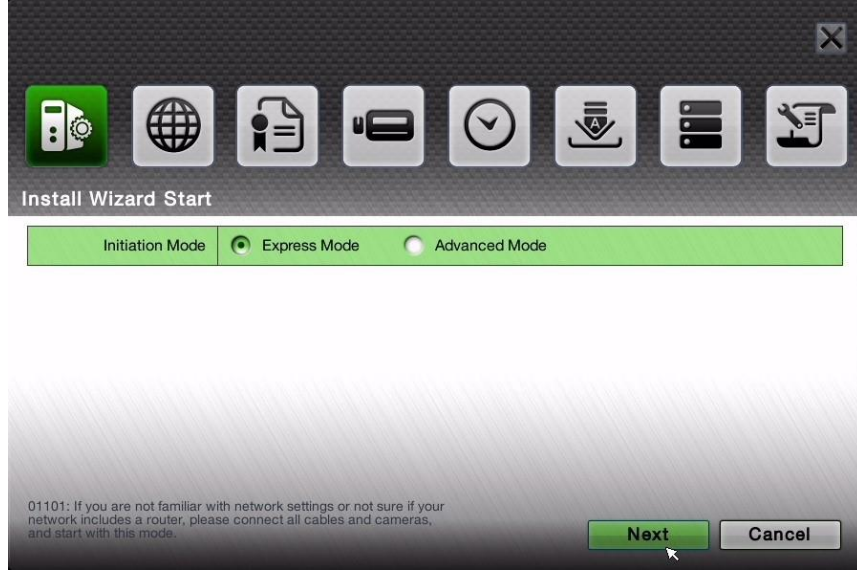 A
Install Wizard Start
Initiation Mode Express Mode Advanced Mode
01101: If you are not familiar with network settings or not sure if your
network includes a router, please connect all cables and cameras,
and start with this mode.
Next Cancel